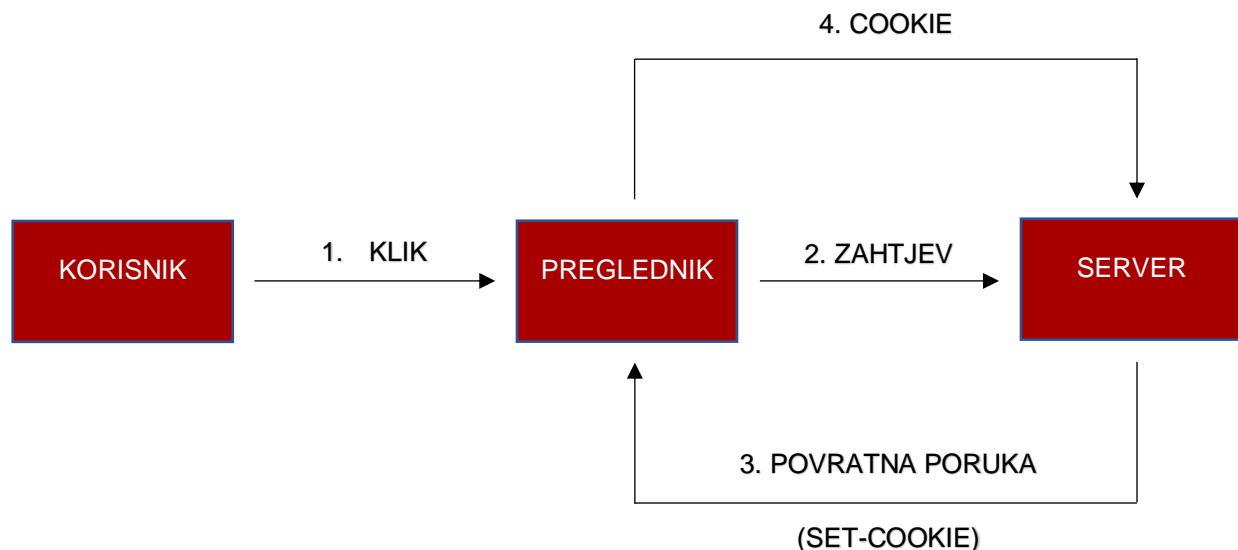 4. COOKIE
KORISNIK
1. KLIK
PREGLEDNIK
2. ZAHTJEV
SERVER
3. POVRATNA PORUKA
(SET-COOKIE)